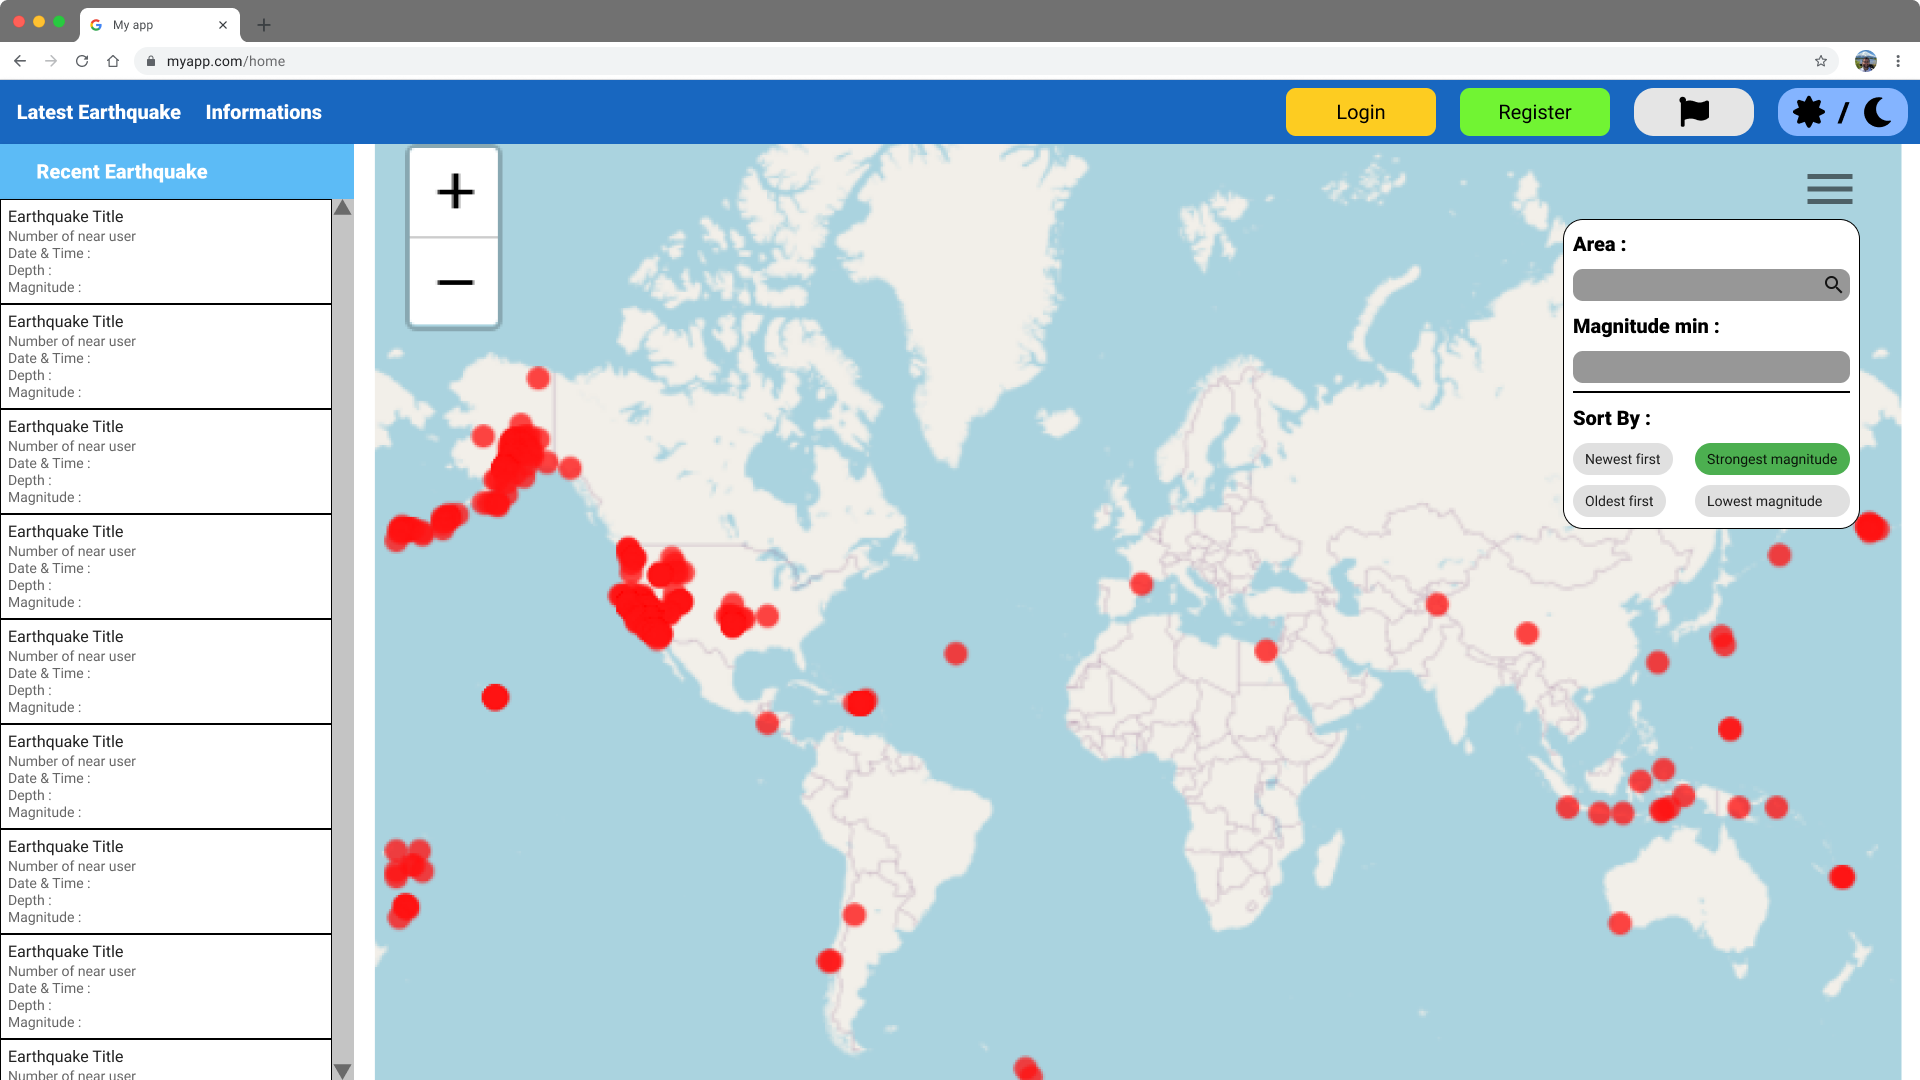 My app
myapp.com/home
Latest Earthquake
Informations
Login
Register
/
Recent Earthquake
Earthquake Title
Number of near user
Date & Time :
Depth :
Magnitude :
Earthquake Title
Number of near user
Date & Time :
Depth :
Magnitude :
Earthquake Title
Number of near user
Date & Time :
Depth :
Magnitude :
Earthquake Title
Number of near user
Date & Time :
Depth :
Magnitude :
Earthquake Title
Number of near user
Date & Time :
Depth :
Magnitude :
Earthquake Title
Number of near user
Date & Time :
Depth :
Magnitude :
Earthquake Title
Number of near user
Date & Time :
Depth :
Magnitude :
Earthquake Title
Number of near user
Date & Time :
Depth :
Magnitude :
Earthquake Title
Number of near user
+
−
Area :
Magnitude min :
Sort By :
Newest first
Strongest magnitude
Oldest first
Lowest magnitude